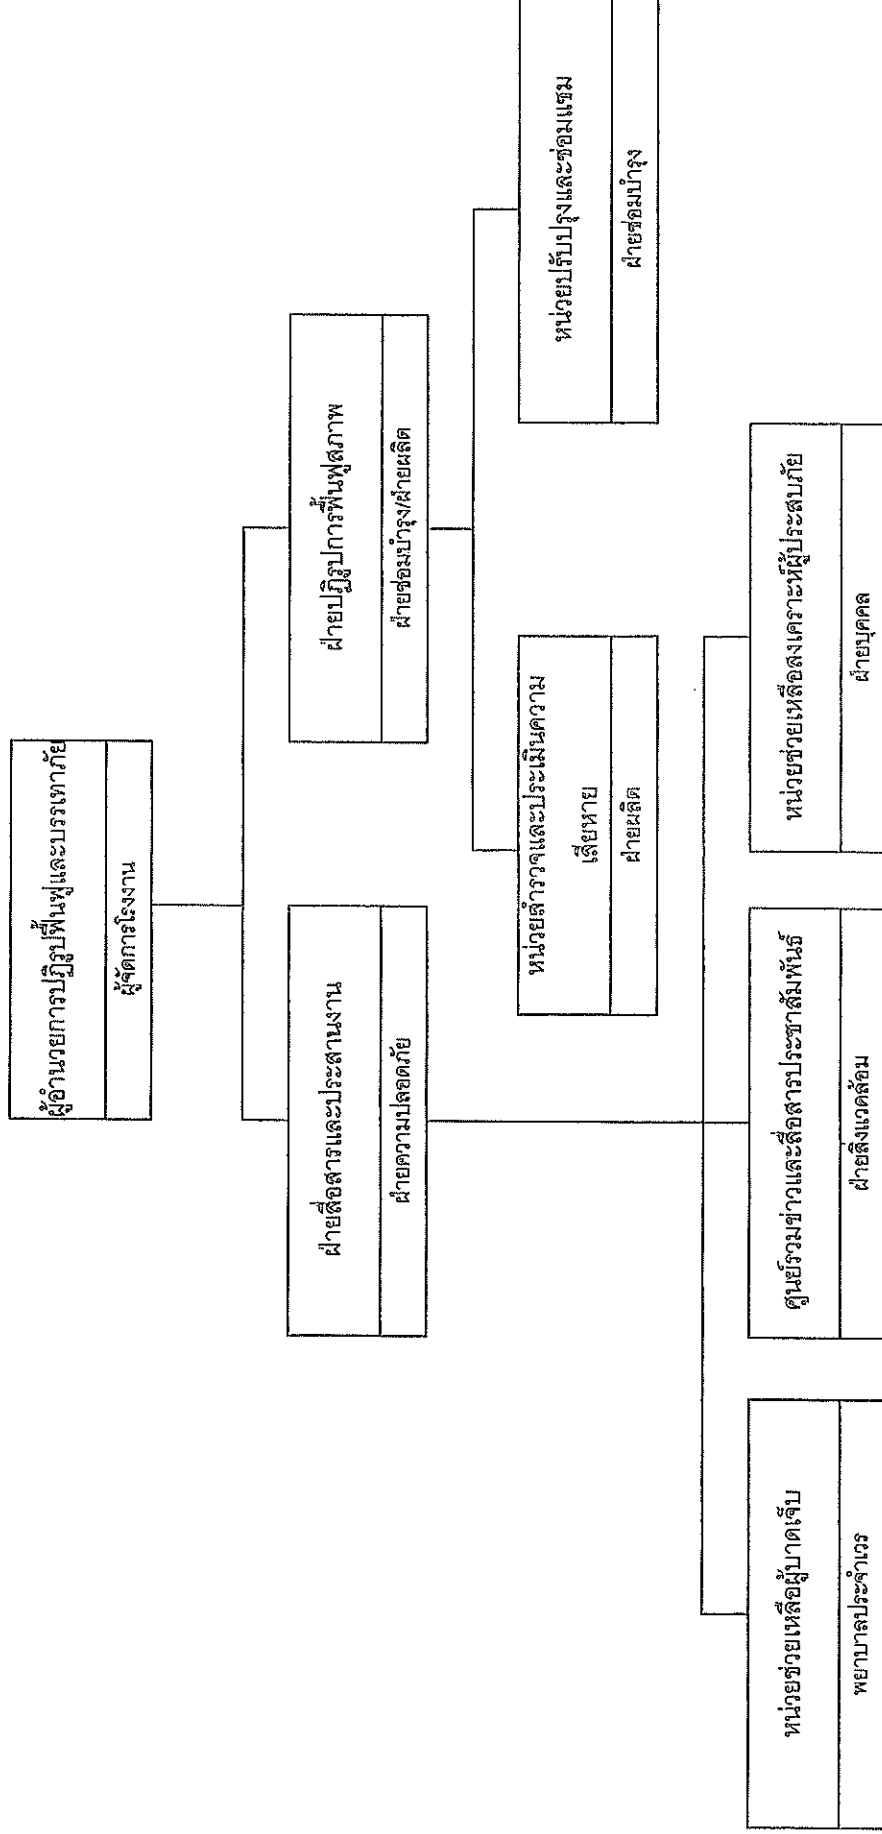 ผู้อำนวยการปฏิรูปฟื้นฟูและบรรเทาภัย
ผู้จัดการโรงงาน
ฝ่ายสื่อสารและประสานงาน
ฝ่ายความปลอดภัย
ฝ่ายปฏิรูปการฟื้นฟูสภาพ
ฝ่ายซ่อมบำรุง/ฝ่ายผลิต
หน่วยสำรวจและประเมินความ
เสียหาย
ฝ่ายผลิต
หน่วยปรับปรุงและซ่อมแซม
ฝ่ายซ่อมบำรุง
หน่วยช่วยเหลือผู้บาดเจ็บ
พยาบาลประจำเวร
ศูนย์รวมข่าวและสื่อสารประชาสัมพันธ์
ฝ่ายสิ่งแวดล้อม
หน่วยช่วยเหลือสงเคราะห์ผู้ประสบภัย
ฝ่ายบุคคล